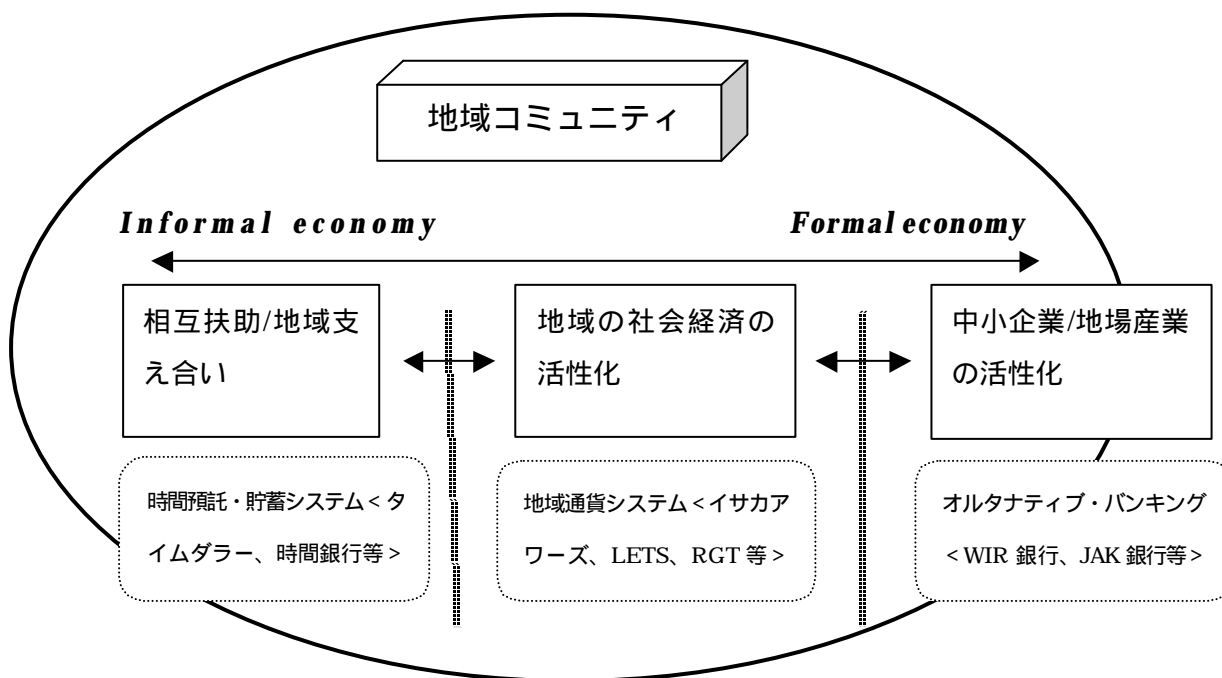 地域コミュニティ
Informal economy
Formal economy
相互扶助/地域支
え合い
地域の社会経済の
活性化
中小企業/地場産業
の活性化
時間預託・貯蓄システム＜タ
イムダラー、時間銀行等＞
地域通貨システム＜イサカア
ワーズ、LETS、RGT 等＞
オルタナティブ・バンキング
＜WIR 銀行、JAK 銀行等＞